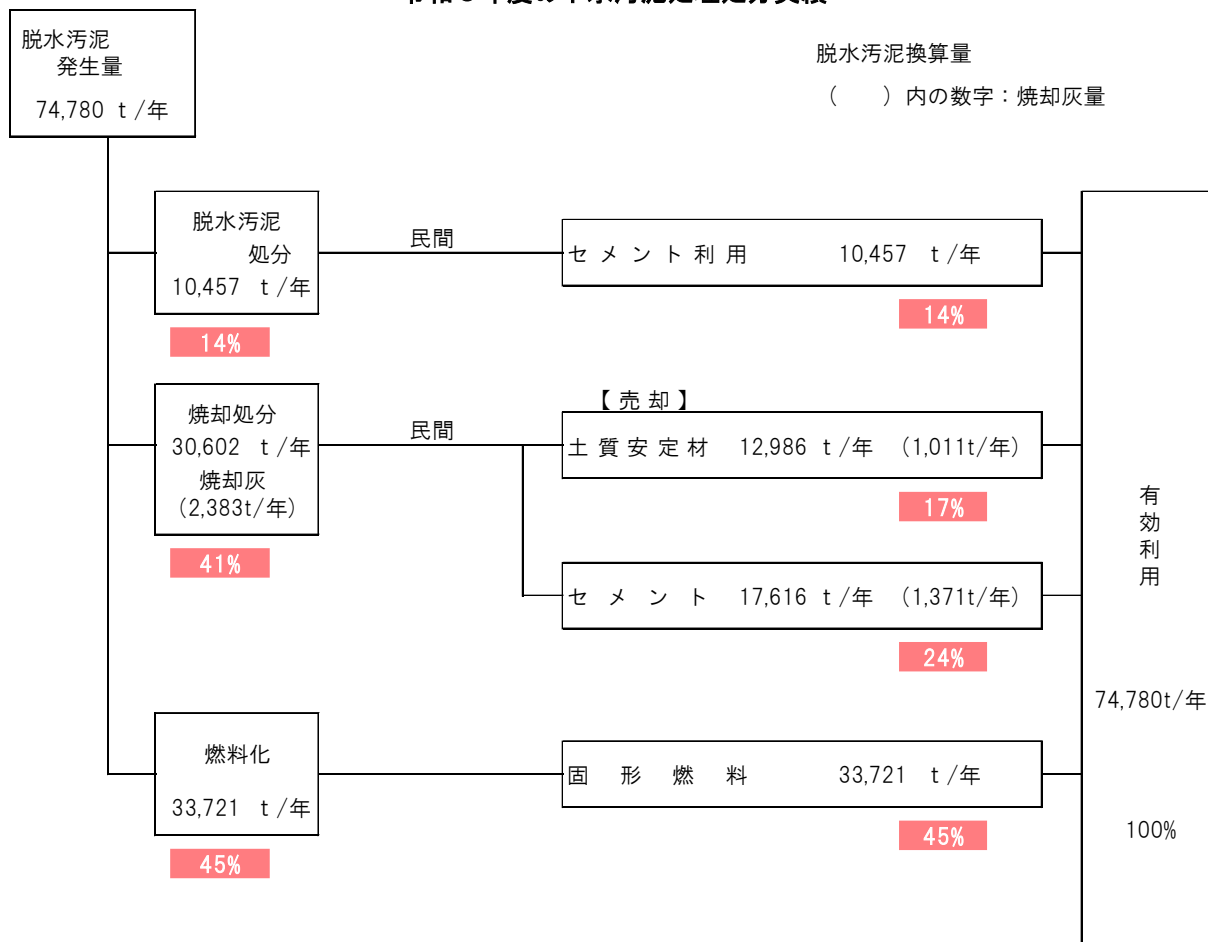 脱水汚泥
発生量
74,780 t/年
脱水汚泥換算量
(　　)内の数字：焼却灰量
脱水汚泥
処分
10,457 t/年
14%
民間
セメント利用 10,457 t/年
14%
焼却処分
30,602 t/年
焼却灰
(2,383t/年)
41%
民間
【売却】
土質安定材 12,986 t/年 (1,011t/年)
17%
セメント 17,616 t/年 (1,371t/年)
24%
燃料化
33,721 t/年
45%
固形燃料 33,721 t/年
45%
有効利用
74,780t/年
100%